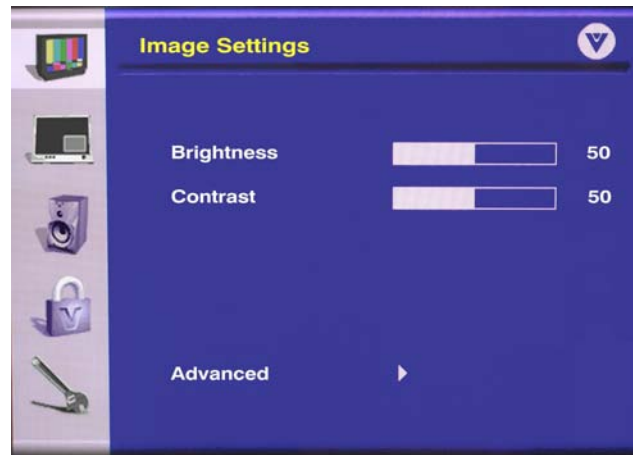 Image Settings
V
Brightness 50
Contrast 50
V
Advanced